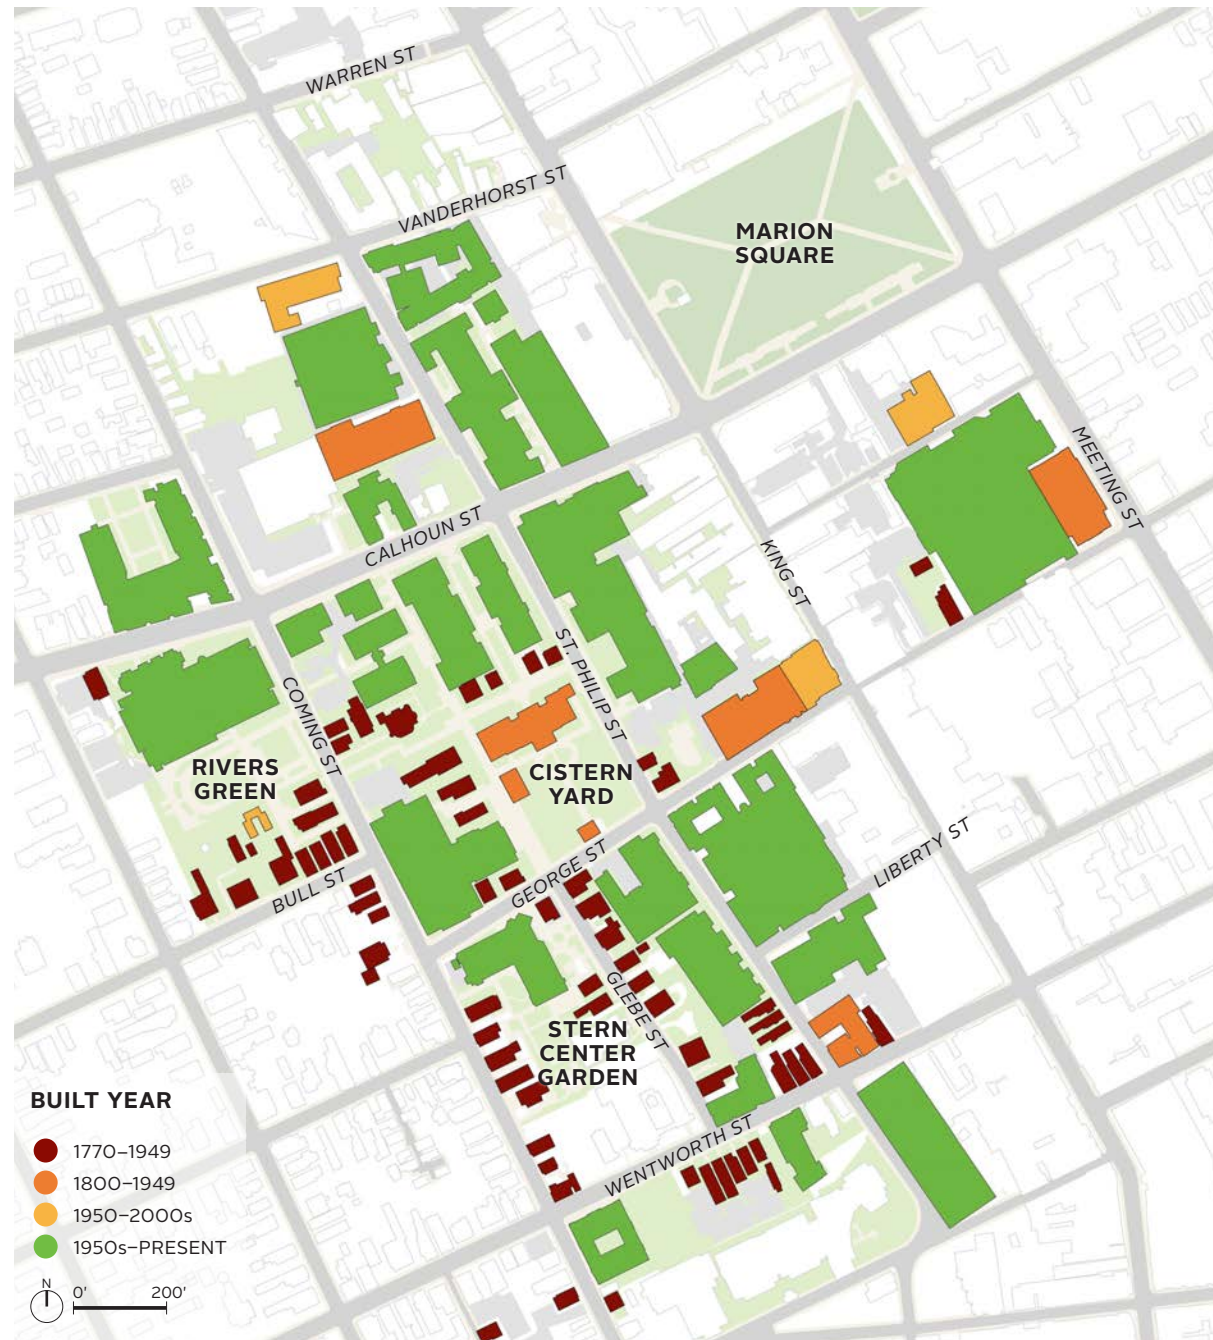 WARREN ST
VANDERHORST ST
MARION
SQUARE
MEETING ST
CALHOUN ST
KING ST
ST. PHILIP ST
COMING ST
RIVERS
GREEN
CISTERN
YARD
LIBERTY ST
GEORGE ST
BULL ST
GLEBE ST
STERN
CENTER
GARDEN
WENTWORTH ST
BUILT YEAR
1770–1949
1800–1949
1950–2000s
1950s–PRESENT
N
0' 200'